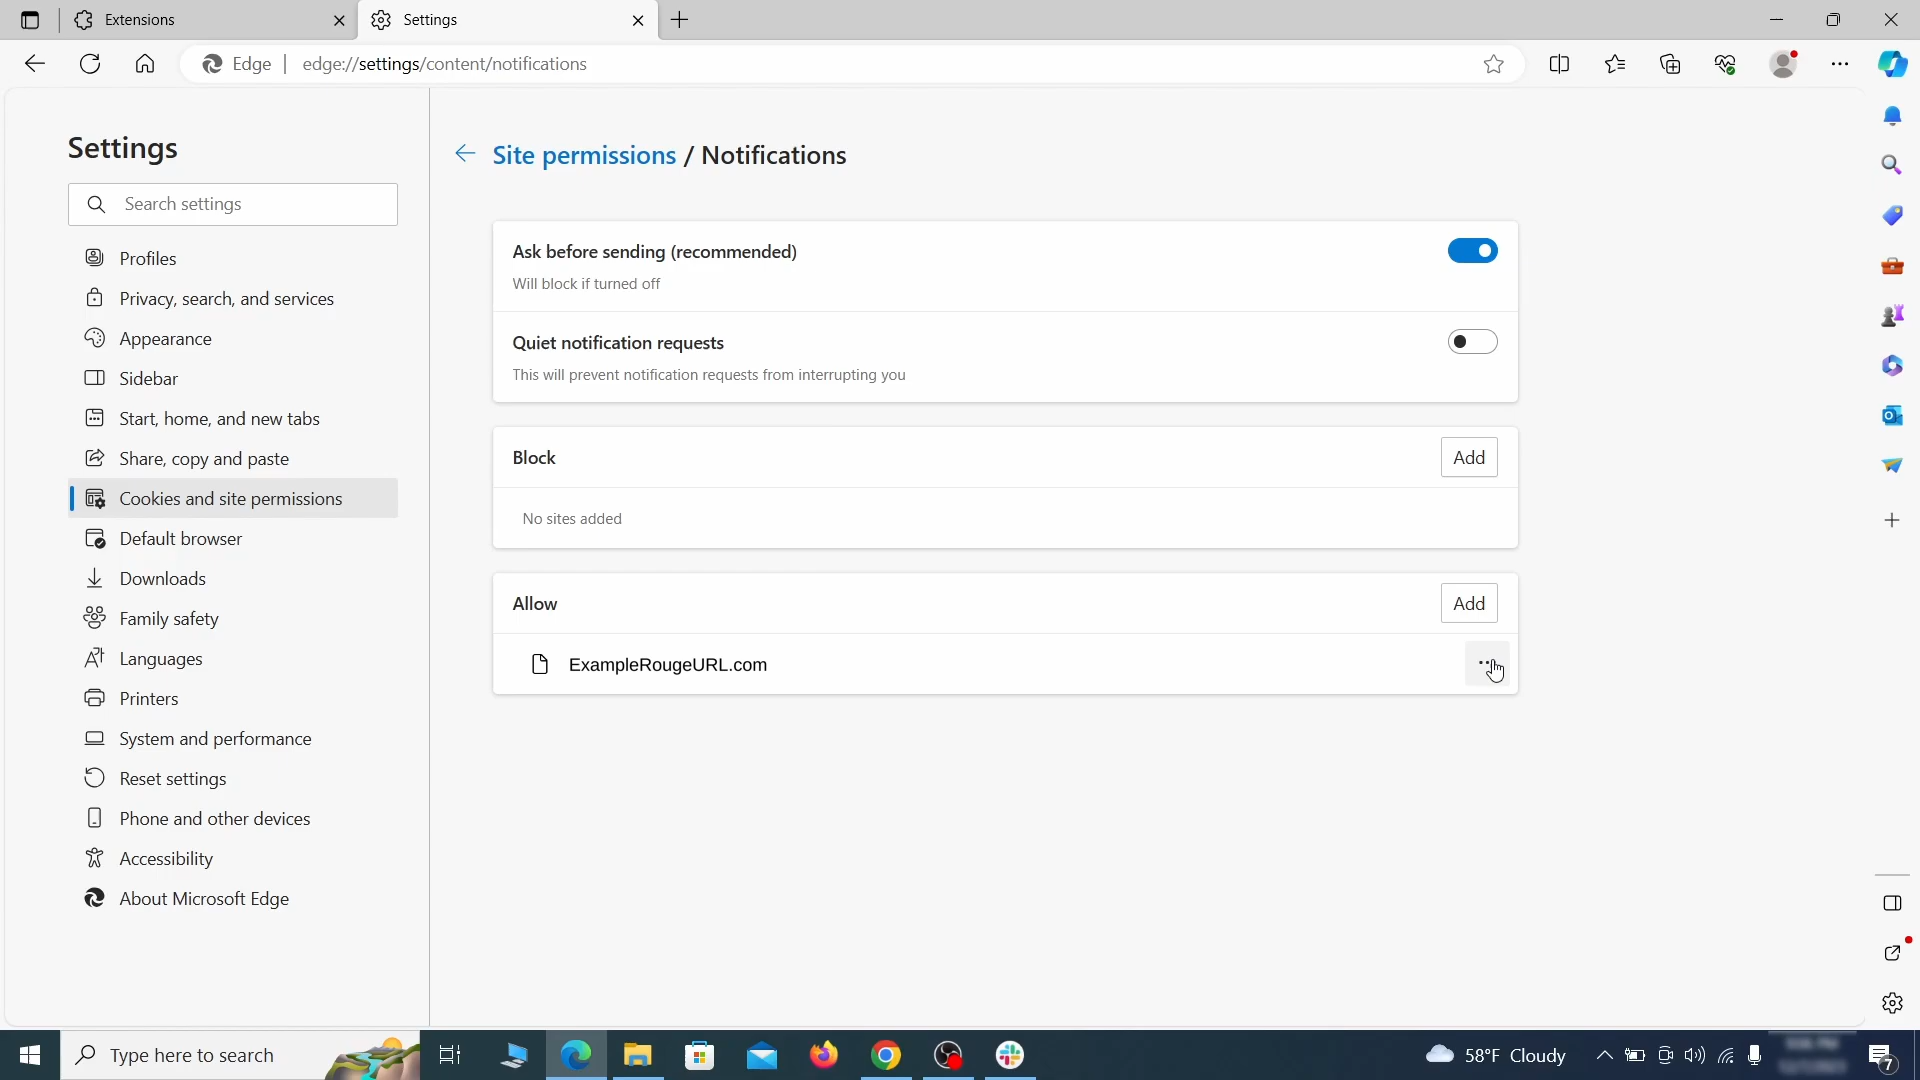 Extensions
Settings
Edge
edge://settings/content/notifications
Settings
Search settings
Profiles
Privacy, search, and services
Appearance
Sidebar
Start, home, and new tabs
Share, copy and paste
Cookies and site permissions
Default browser
Downloads
Family safety
Languages
Printers
System and performance
Reset settings
Phone and other devices
Accessibility
About Microsoft Edge
Site permissions / Notifications
Ask before sending (recommended)
Will block if turned off
Quiet notification requests
This will prevent notification requests from interrupting you
Block
Add
No sites added
Allow
Add
ExampleRougeURL.com
Type here to search
58°F Cloudy
7